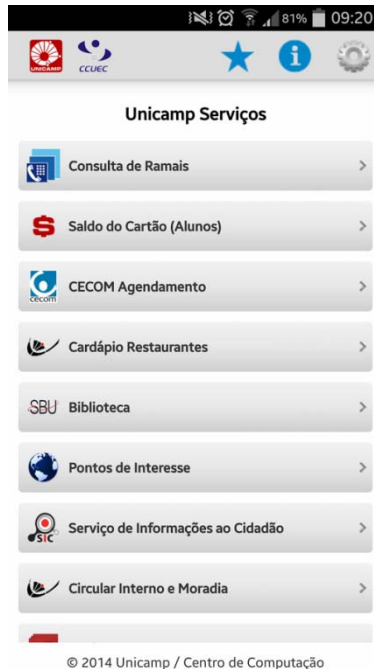 81% 09:20
UNICAMP
CCUEC
Unicamp Serviços
Consulta de Ramais
Saldo do Cartão (Alunos)
cecom CECOM Agendamento
Cardápio Restaurantes
SBU Biblioteca
Pontos de Interesse
SIC Serviço de Informações ao Cidadão
Circular Interno e Moradia
© 2014 Unicamp / Centro de Computação